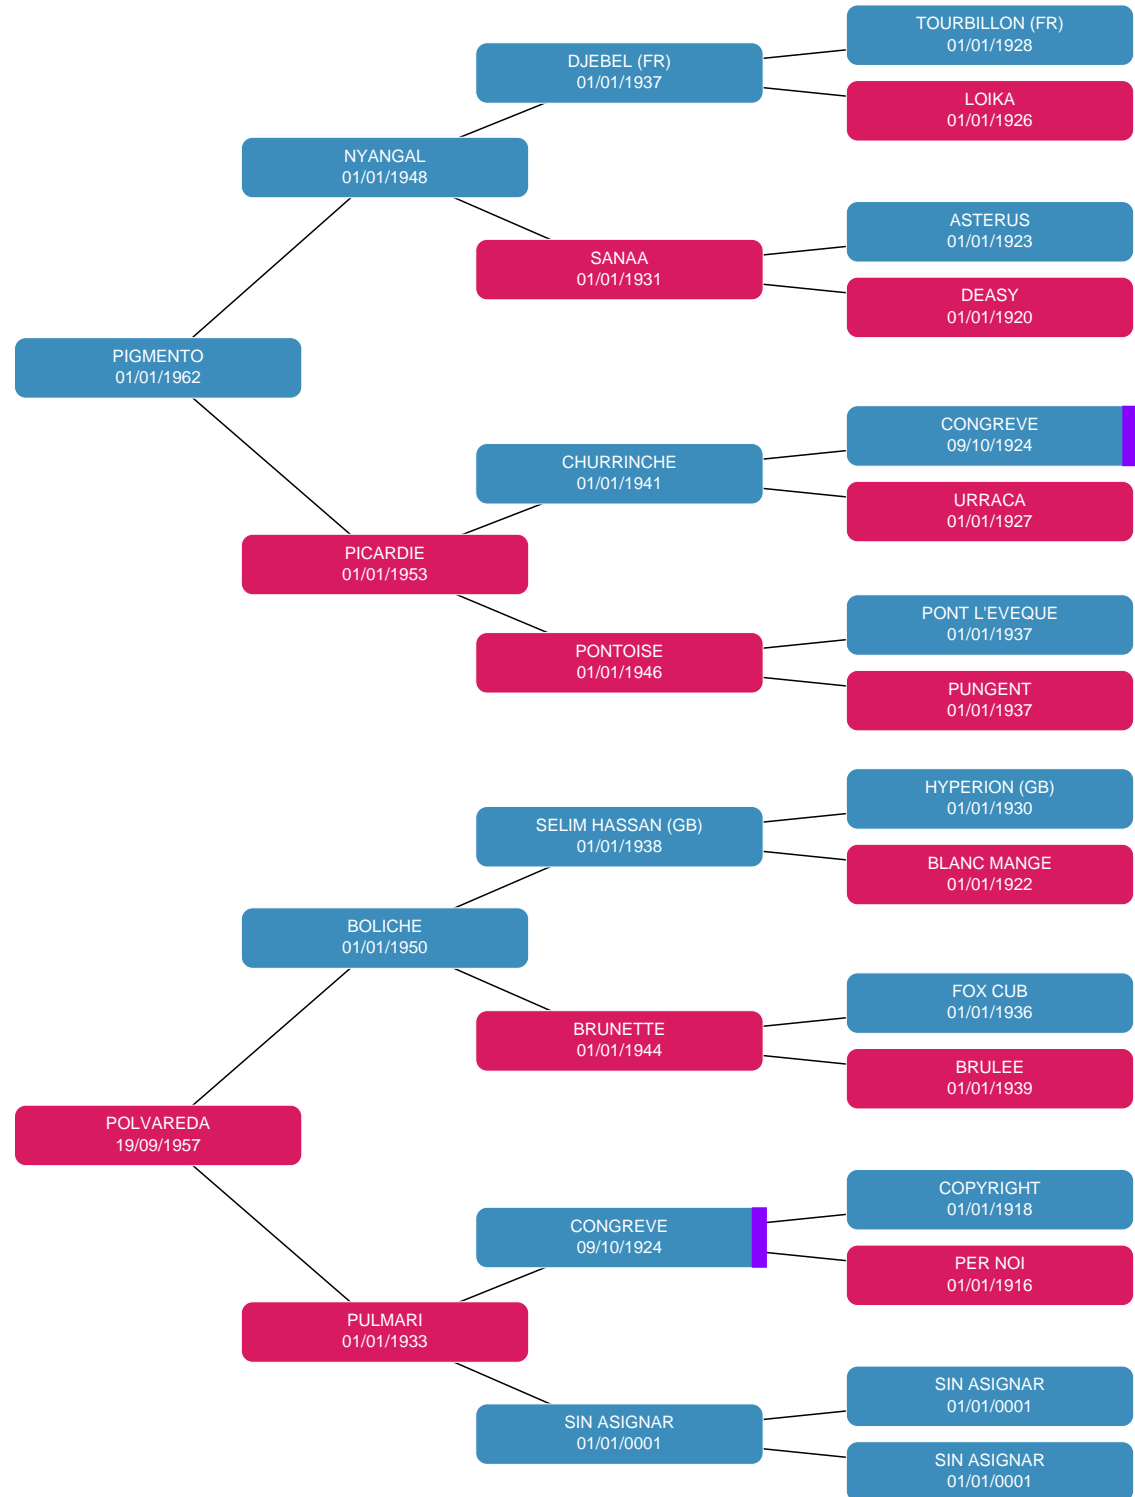 TOURBILLON (FR)
01/01/1928
DJEBEL (FR)
01/01/1937
LOIKA
01/01/1926
NYANGAL
01/01/1948
ASTERUS
01/01/1923
SANAA
01/01/1931
DEASY
01/01/1920
PIGMENTO
01/01/1962
CONGREVE
09/10/1924
CHURRINCHE
01/01/1941
URRACA
01/01/1927
PICARDIE
01/01/1953
PONT L'EVEQUE
01/01/1937
PONTOISE
01/01/1946
PUNGENT
01/01/1937
HYPERION (GB)
01/01/1930
SELIM HASSAN (GB)
01/01/1938
BLANC MANGE
01/01/1922
BOLICHE
01/01/1950
FOX CUB
01/01/1936
BRUNETTE
01/01/1944
BRULEE
01/01/1939
POLVAREDA
19/09/1957
COPYRIGHT
01/01/1918
CONGREVE
09/10/1924
PER NOI
01/01/1916
PULMARI
01/01/1933
SIN ASIGNAR
01/01/0001
SIN ASIGNAR
01/01/0001
SIN ASIGNAR
01/01/0001